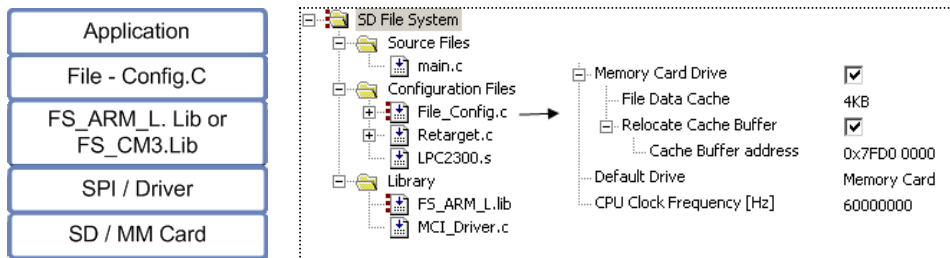 Application
File - Config.C
FS_ARM_L. Lib or
FS_CM3.Lib
SPI / Driver
SD / MM Card
SD File System
Source Files
main.c
Configuration Files
File_Config.c
Retarget.c
LPC2300.s
Library
FS_ARM_L.lib
MCI_Driver.c
Memory Card Drive
File Data Cache 4KB
Relocate Cache Buffer
Cache Buffer address 0x7FD0 0000
Default Drive Memory Card
CPU Clock Frequency [Hz] 60000000